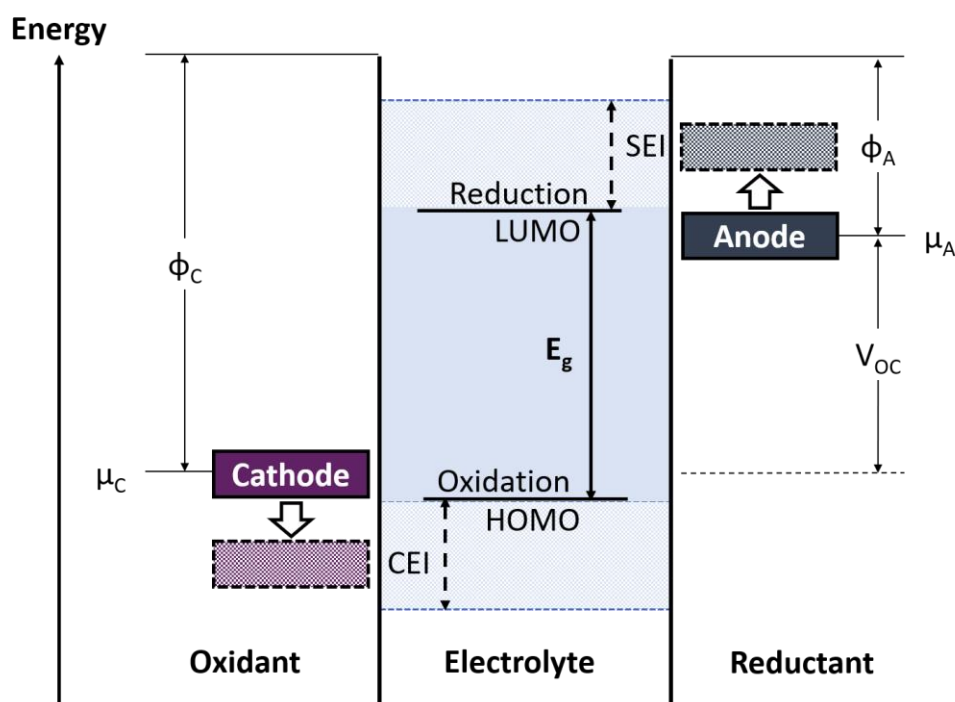 Energy
SEI
ϕA
Reduction
LUMO
Anode
μA
ϕC
Eg
VOC
Cathode
μC
Oxidation
HOMO
CEI
Oxidant
Electrolyte
Reductant